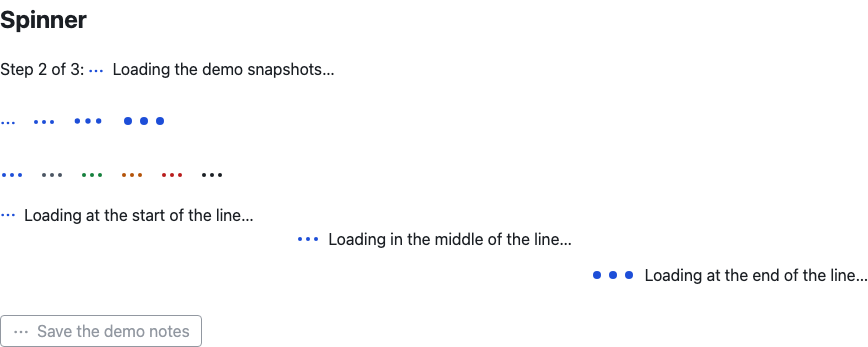 Spinner
Step 2 of 3: Loading the demo snapshots...
Loading at the start of the line...
Loading in the middle of the line...
Loading at the end of the line...
Save the demo notes